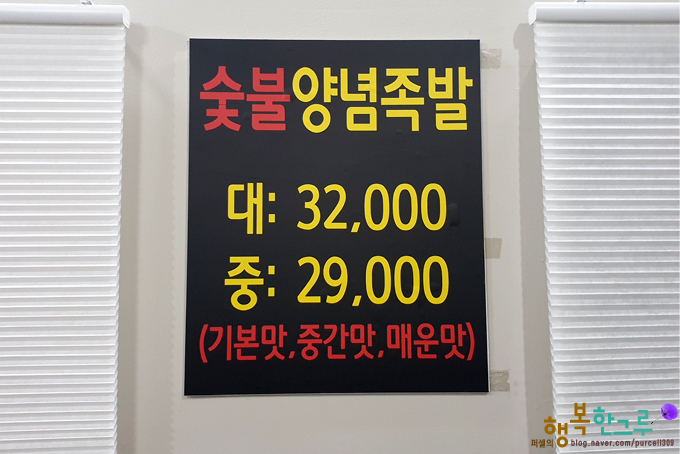 숯불양념족발
대: 32,000
중: 29,000
(기본맛,중간맛,매운맛)
퍼셀의 행복한그루
blog.naver.com/purcell309